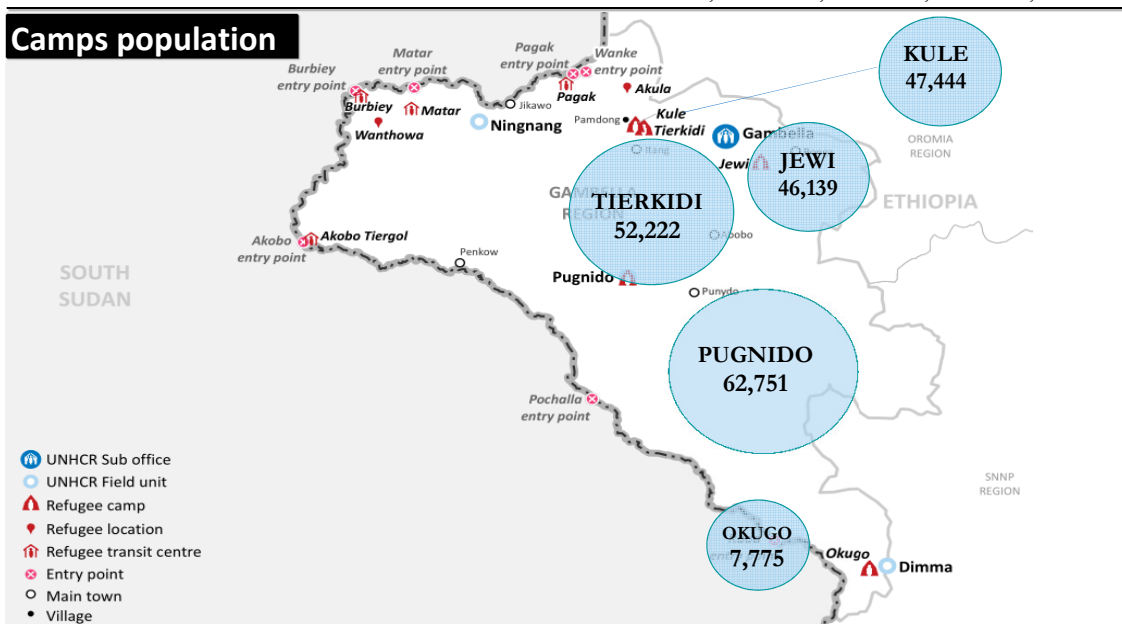 Camps population
Pagak
entry point
Wanke
entry point
Matar
entry point
Burbiey
entry point
KULE
47,444
Burbiey
Matar
Jikawo
Pagak
Akula
Wanthowa
Ningnang
Pamdong
Kule
Tierkidi
Gambella
Itang
OROMIA
REGION
Jewi
JEWI
46,139
GAMBELLA
REGION
TIERKIDI
52,222
ETHIOPIA
Abobo
Akobo Tiergol
Akobo
entry point
Penkow
SOUTH
SUDAN
Pugnido
Punydo
PUGNIDO
62,751
Pochalla
entry point
SNNP
REGION
OKUGO
7,775
Okugo
Dimma
UNHCR Sub office
UNHCR Field unit
Refugee camp
Refugee location
Refugee transit centre
Entry point
Main town
Village